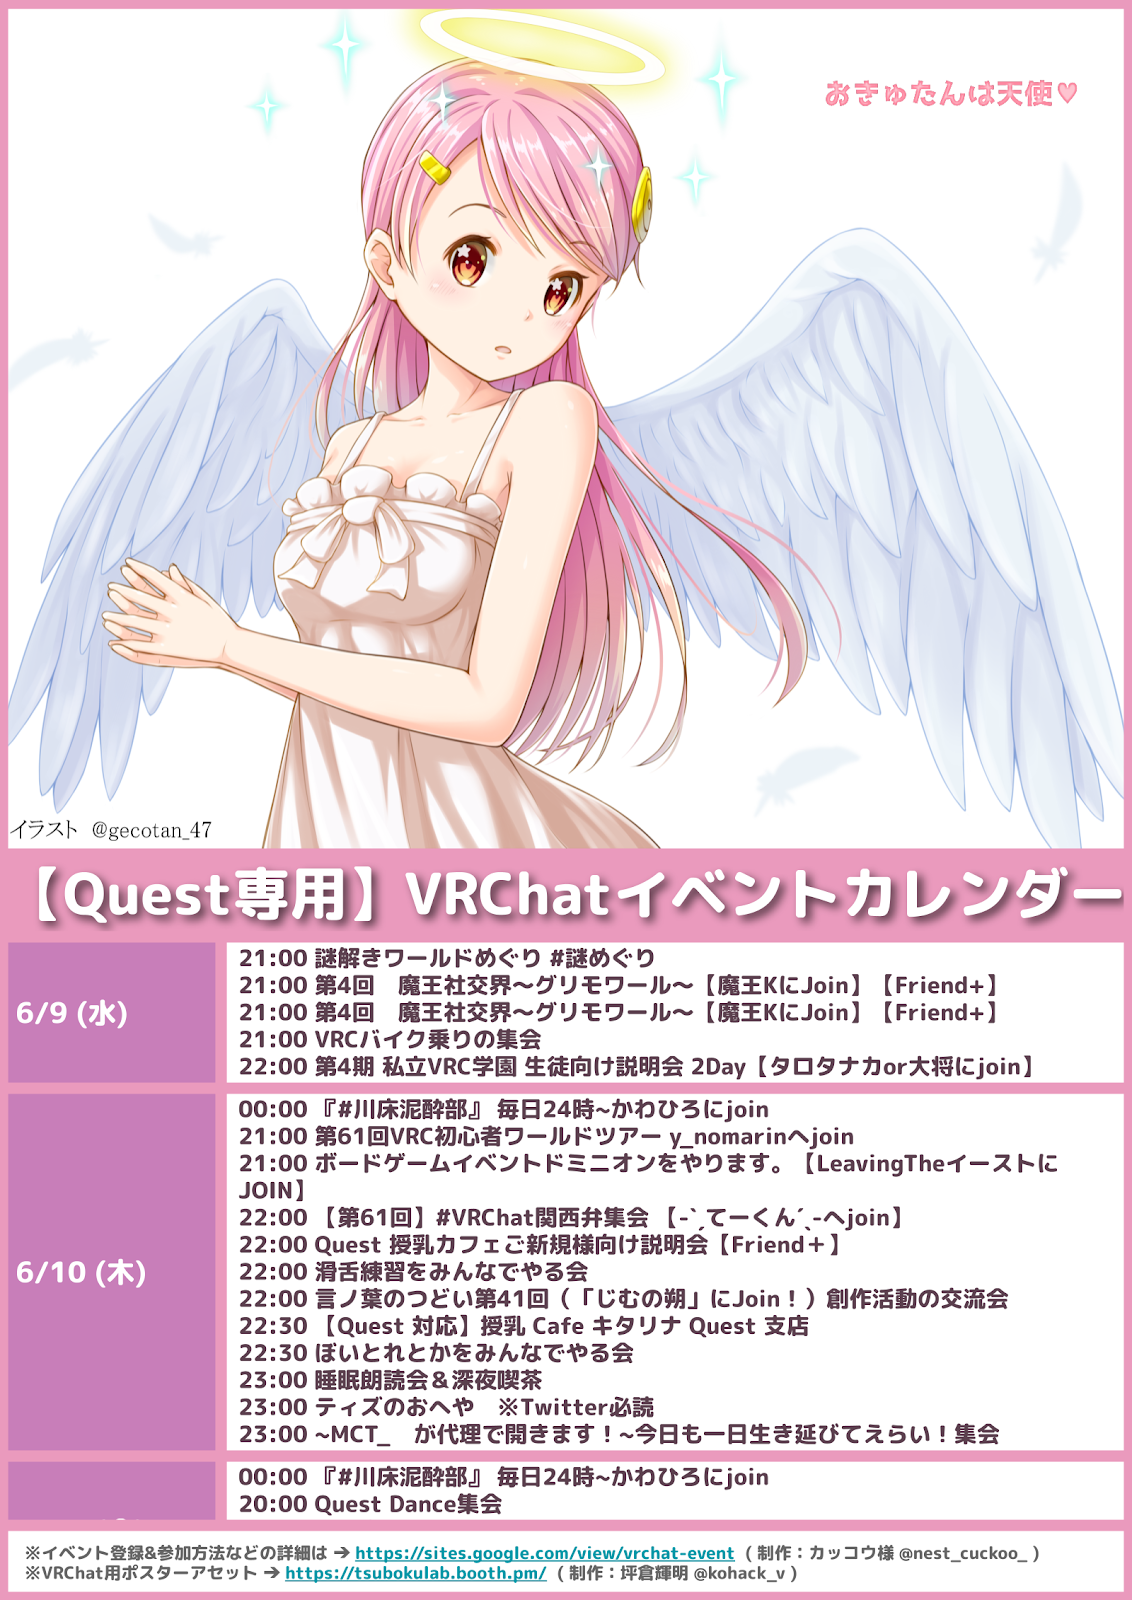 おきゅたんは天使♥
イラスト @gecotan_47
【Quest専用】VRChatイベントカレンダー
6/9 (水)
21:00 謎解きワールドめぐり #謎めぐり
21:00 第4回　魔王社交界～グリモワール～【魔王KにJoin】【Friend+】
21:00 第4回　魔王社交界～グリモワール～【魔王KにJoin】【Friend+】
21:00 VRCバイク乗りの集会
22:00 第4期 私立VRC学園 生徒向け説明会 2Day【タロタナカor大将にjoin】
6/10 (木)
00:00 『#川床泥酔部』 毎日24時~かわひろにjoin
21:00 第61回VRC初心者ワールドツアー y_nomarinへjoin
21:00 ボードゲームイベントドミニオンをやります。【LeavingTheイーストに
JOIN】
22:00 【第61回】#VRChat関西弁集会 【-ˋˏてーくんˊˎ-へjoin】
22:00 Quest 授乳カフェご新規様向け説明会【Friend＋】
22:00 滑舌練習をみんなでやる会
22:00 言ノ葉のつどい第41回（「じむの朔」にJoin！）創作活動の交流会
22:30 【Quest 対応】授乳 Cafe キタリナ Quest 支店
22:30 ぼいとれとかをみんなでやる会
23:00 睡眠朗読会＆深夜喫茶
23:00 ティズのおへや　※Twitter必読
23:00 ~MCT_　が代理で開きます！~今日も一日生き延びてえらい！集会
00:00 『#川床泥酔部』 毎日24時~かわひろにjoin
20:00 Quest Dance集会
※イベント登録&参加方法などの詳細は → https://sites.google.com/view/vrchat-event ( 制作：カッコウ様 @nest_cuckoo_ )
※VRChat用ポスターアセット → https://tsubokulab.booth.pm/ ( 制作：坪倉輝明 @kohack_v )